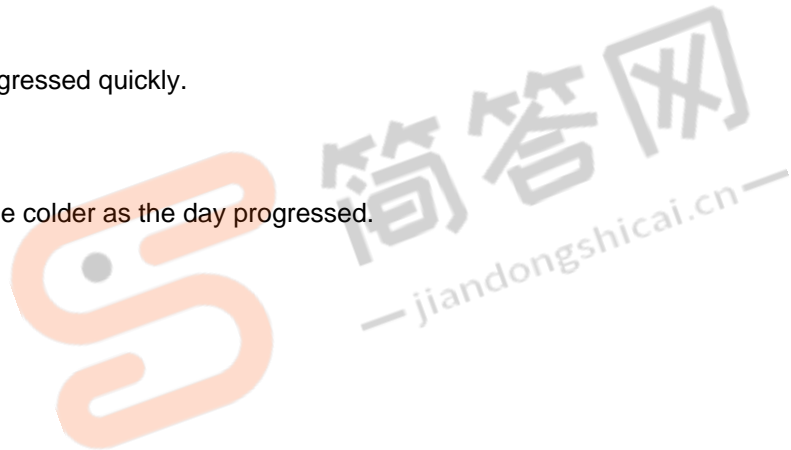 gressed quickly.
e colder as the day progressed.
简答网
jiandongshicai.cn